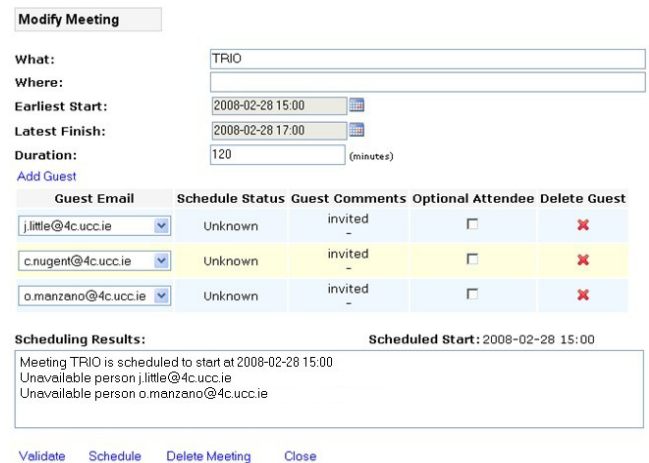 Modify Meeting
What: TRIO
Where:
Earliest Start: 2008-02-28 15:00
Latest Finish: 2008-02-28 17:00
Duration: 120 (minutes)
Add Guest
Guest Email Schedule Status Guest Comments Optional Attendee Delete Guest
j.little@4c.ucc.ie Unknown invited
-
c.nugent@4c.ucc.ie Unknown invited
-
o.manzano@4c.ucc.ie Unknown invited
-
Scheduling Results: Scheduled Start: 2008-02-28 15:00
Meeting TRIO is scheduled to start at 2008-02-28 15:00
Unavailable person j.little@4c.ucc.ie
Unavailable person o.manzano@4c.ucc.ie
Validate Schedule Delete Meeting Close